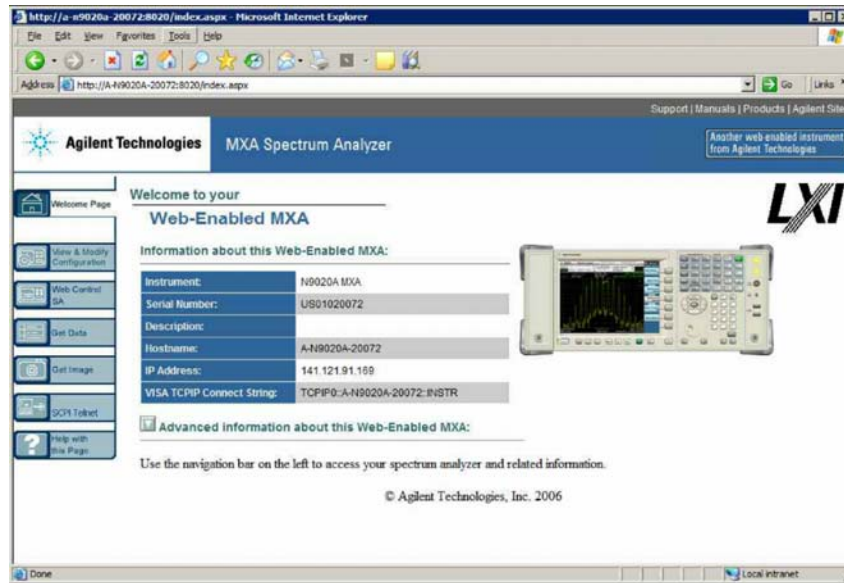 http://a-n9020a-20072:8020/index.aspx - Microsoft Internet Explorer
File Edit View Favorites Tools Help
Address http://A-N9020A-20072:8020/index.aspx Go Links
Support | Manuals | Products | Agilent Site
Agilent Technologies MXA Spectrum Analyzer
Another web-enabled instrument
from Agilent Technologies
Welcome Page
View & Modify
Configuration
Web Control
SA
Get Data
Get Image
SCPI Telnet
Help with
this Page
Welcome to your
Web-Enabled MXA
LXI
Information about this Web-Enabled MXA:
Instrument: N9020A MXA
Serial Number: US01020072
Description:
Hostname: A-N9020A-20072
IP Address: 141.121.91.169
VISA TCPIP Connect String: TCPIP0::A-N9020A-20072::INSTR
Advanced information about this Web-Enabled MXA:
Use the navigation bar on the left to access your spectrum analyzer and related information.
© Agilent Technologies, Inc. 2006
Done Local intranet